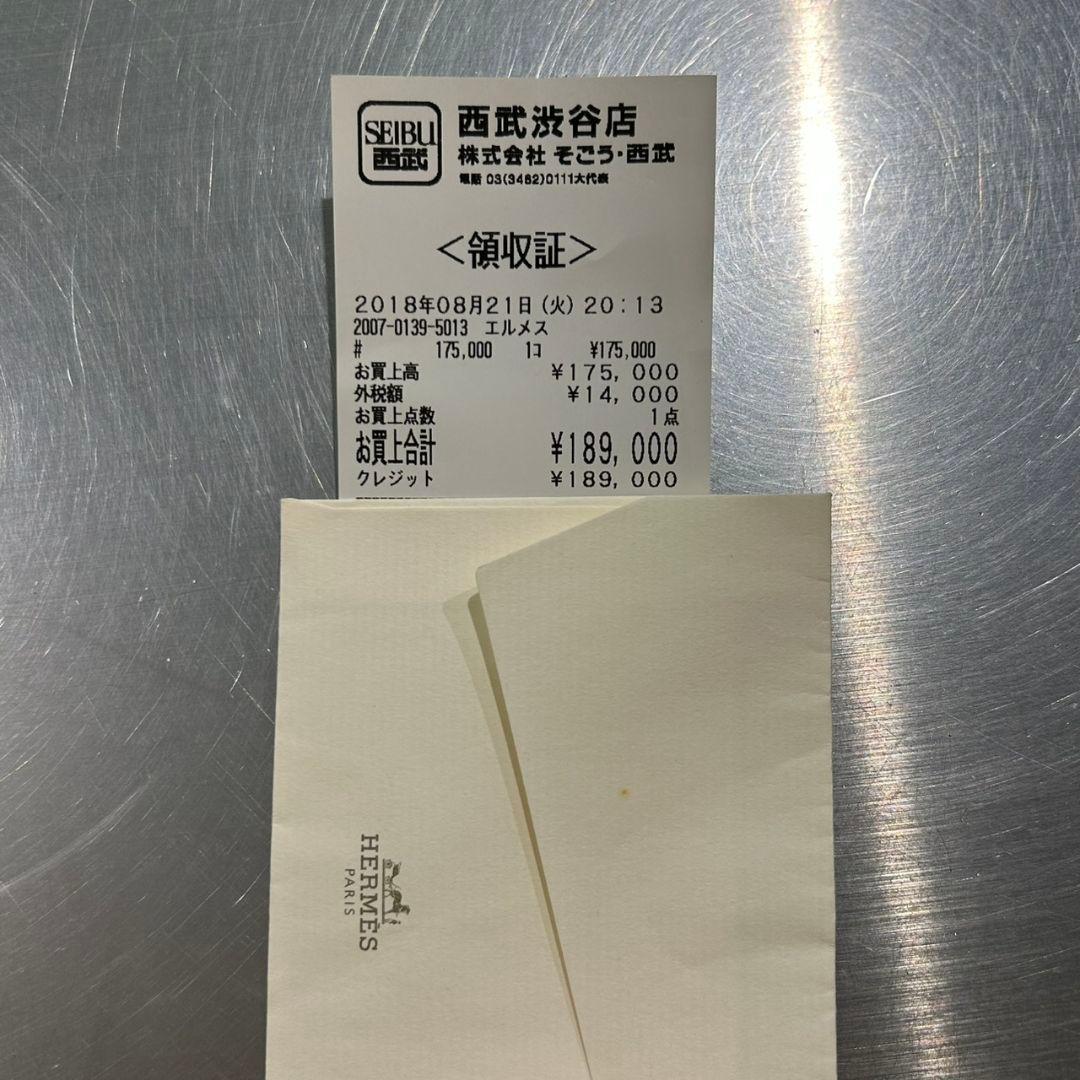 SEIBU
西武
西武渋谷店
株式会社 そごう・西武
電話 03(3462)0111大代表
<領収証>
2018年08月21日(火) 20:13
2007-0139-5013 エルメス
# 175,000 1コ ¥175,000
お買上高 ¥175,000
外税額 ¥14,000
お買上点数 1点
お買上合計 ¥189,000
クレジット ¥189,000
HERMÈS
PARIS